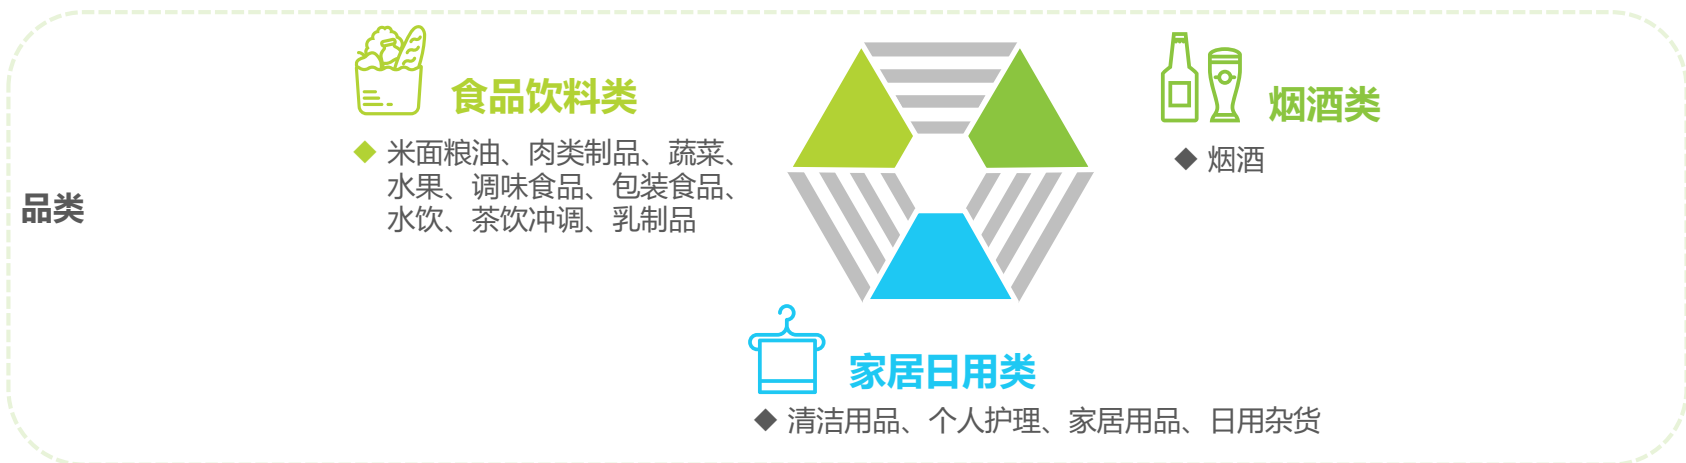 品类
食品饮料类
米面粮油、肉类制品、蔬菜、
水果、调味食品、包装食品、
水饮、茶饮冲调、乳制品
烟酒类
烟酒
家居日用类
清洁用品、个人护理、家居用品、日用杂货